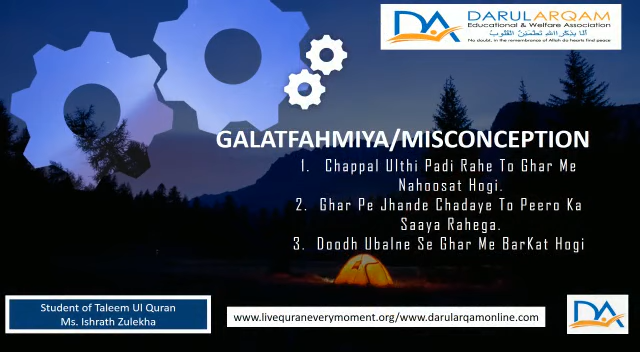 DARULARQAM
Educational & Welfare Association
أَلَا بِذِكْرِ اللَّهِ تَطْمَئِنُّ الْقُلُوبُ
No doubt, in the remembrance of Allah do hearts find peace
GALATFAHMIYA/MISCONCEPTION
1. Chappal Ulthi Padi Rahe To Ghar Me
Nahoosat Hogi.
2. Ghar Pe Jhande Chadaye To Peero Ka
Saaya Rahega.
3. Doodh Ubalne Se Ghar Me BarKat Hogi
Student of Taleem Ul Quran
Ms. Ishrath Zulekha
www.livequraneverymoment.org/www.darularqamonline.com